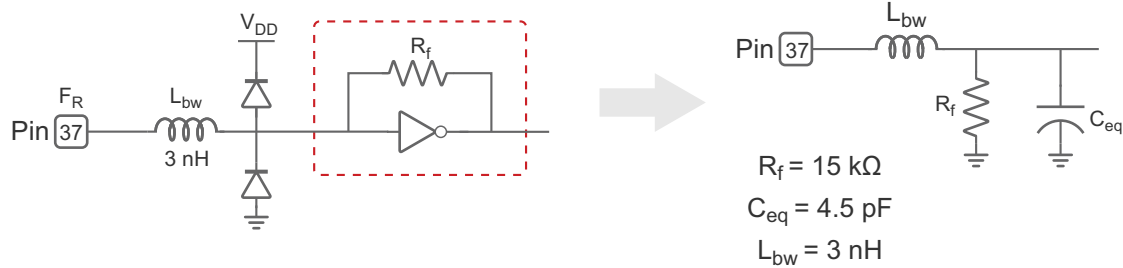 V_DD
R_f
F_R
L_bw
Pin 37
3 nH
L_bw
Pin 37
R_f
C_eq
R_f = 15 kΩ
C_eq = 4.5 pF
L_bw = 3 nH